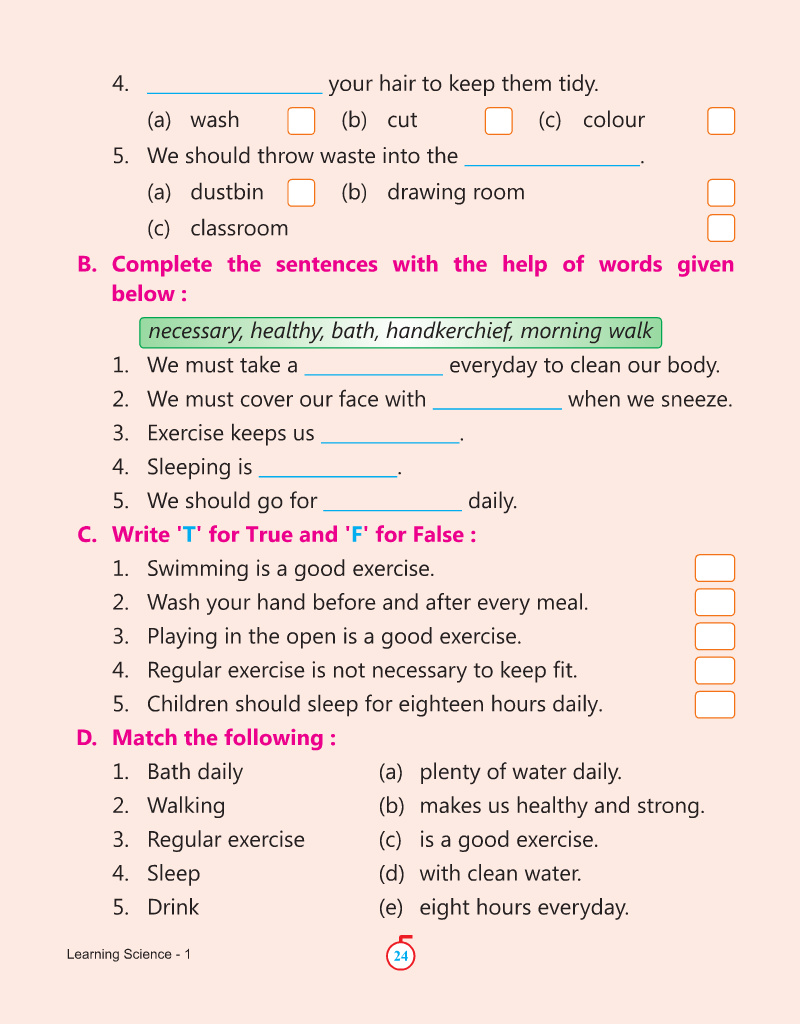 4. ________________ your hair to keep them tidy.
(a) wash (b) cut (c) colour
5. We should throw waste into the ________________.
(a) dustbin (b) drawing room
(c) classroom
B. Complete the sentences with the help of words given
below :
necessary, healthy, bath, handkerchief, morning walk
1. We must take a ____________ everyday to clean our body.
2. We must cover our face with ____________ when we sneeze.
3. Exercise keeps us ____________.
4. Sleeping is ____________.
5. We should go for ____________ daily.
C. Write 'T' for True and 'F' for False :
1. Swimming is a good exercise.
2. Wash your hand before and after every meal.
3. Playing in the open is a good exercise.
4. Regular exercise is not necessary to keep fit.
5. Children should sleep for eighteen hours daily.
D. Match the following :
1. Bath daily (a) plenty of water daily.
2. Walking (b) makes us healthy and strong.
3. Regular exercise (c) is a good exercise.
4. Sleep (d) with clean water.
5. Drink (e) eight hours everyday.
Learning Science - 1 24